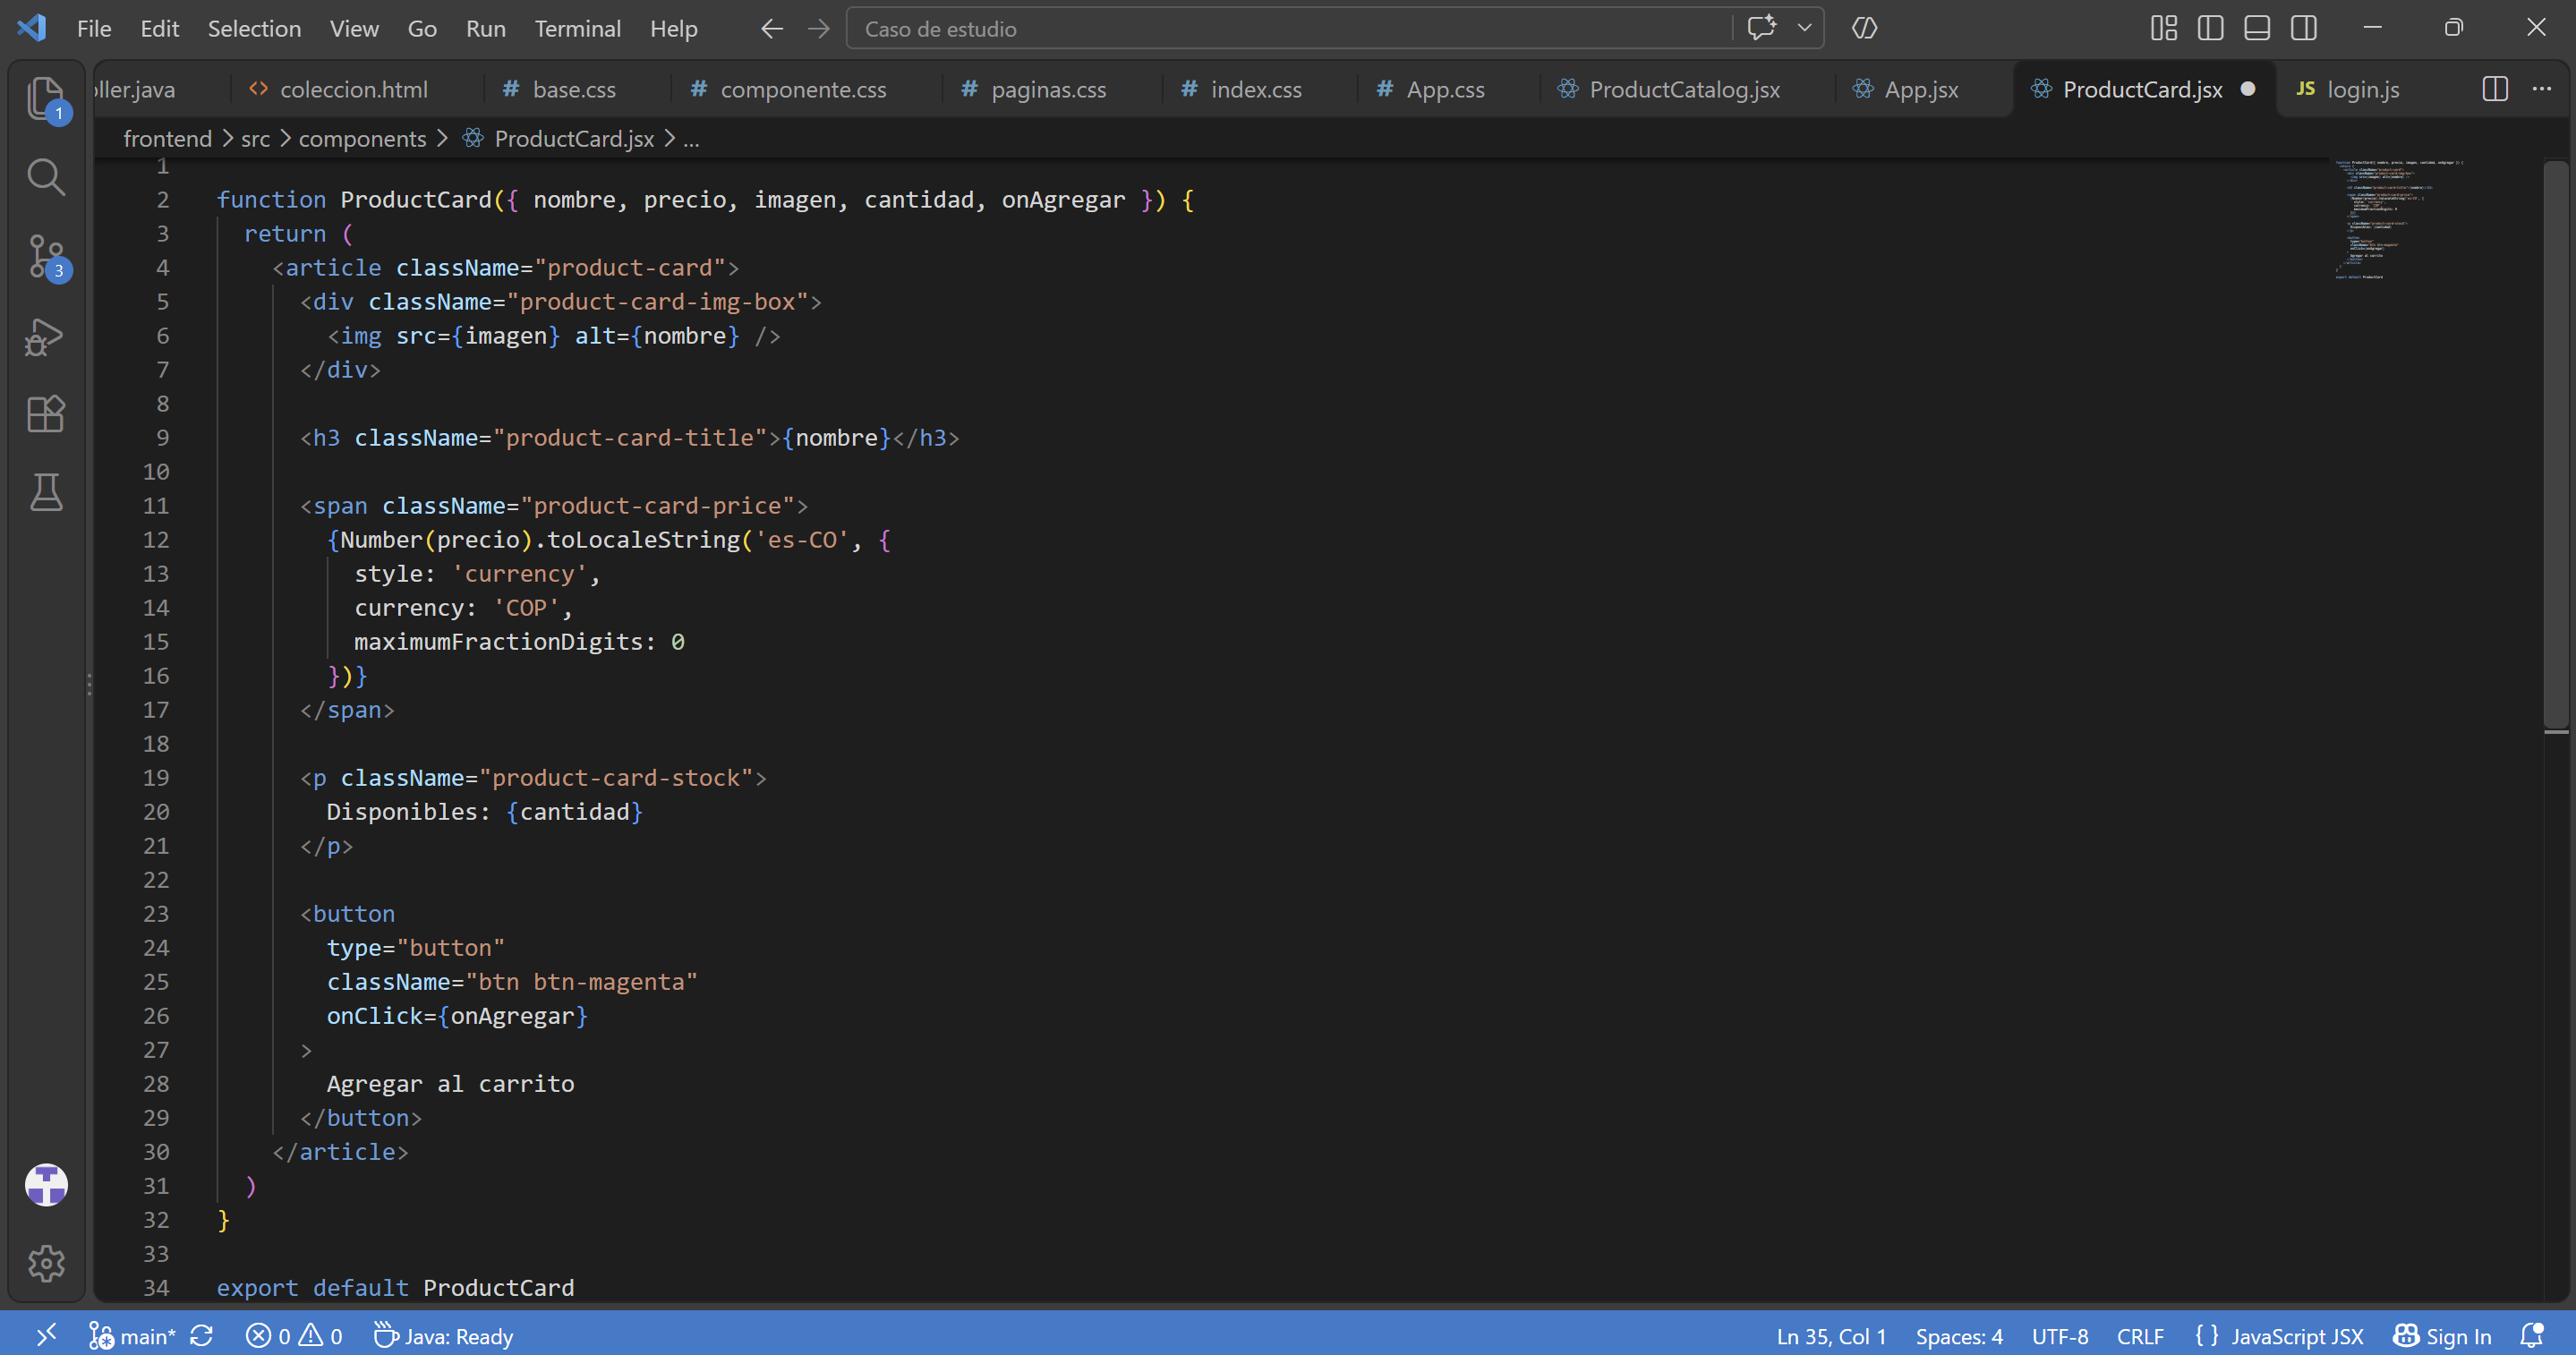 File Edit Selection View Go Run Terminal Help Caso de estudio
ller.java coleccion.html # base.css # componente.css # paginas.css # index.css # App.css ProductCatalog.jsx App.jsx ProductCard.jsx JS login.js
frontend > src > components > ProductCard.jsx > ...
1
2 function ProductCard({ nombre, precio, imagen, cantidad, onAgregar }) {
3 return (
4 <article className="product-card">
5 <div className="product-card-img-box">
6 <img src={imagen} alt={nombre} />
7 </div>
8
9 <h3 className="product-card-title">{nombre}</h3>
10
11 <span className="product-card-price">
12 {Number(precio).toLocaleString('es-CO', {
13 style: 'currency',
14 currency: 'COP',
15 maximumFractionDigits: 0
16 })}
17 </span>
18
19 <p className="product-card-stock">
20 Disponibles: {cantidad}
21 </p>
22
23 <button
24 type="button"
25 className="btn btn-magenta"
26 onClick={onAgregar}
27 >
28 Agregar al carrito
29 </button>
30 </article>
31 )
32 }
33
34 export default ProductCard
1
3
main* 0 0 Java: Ready Ln 35, Col 1 Spaces: 4 UTF-8 CRLF { } JavaScript JSX Sign In